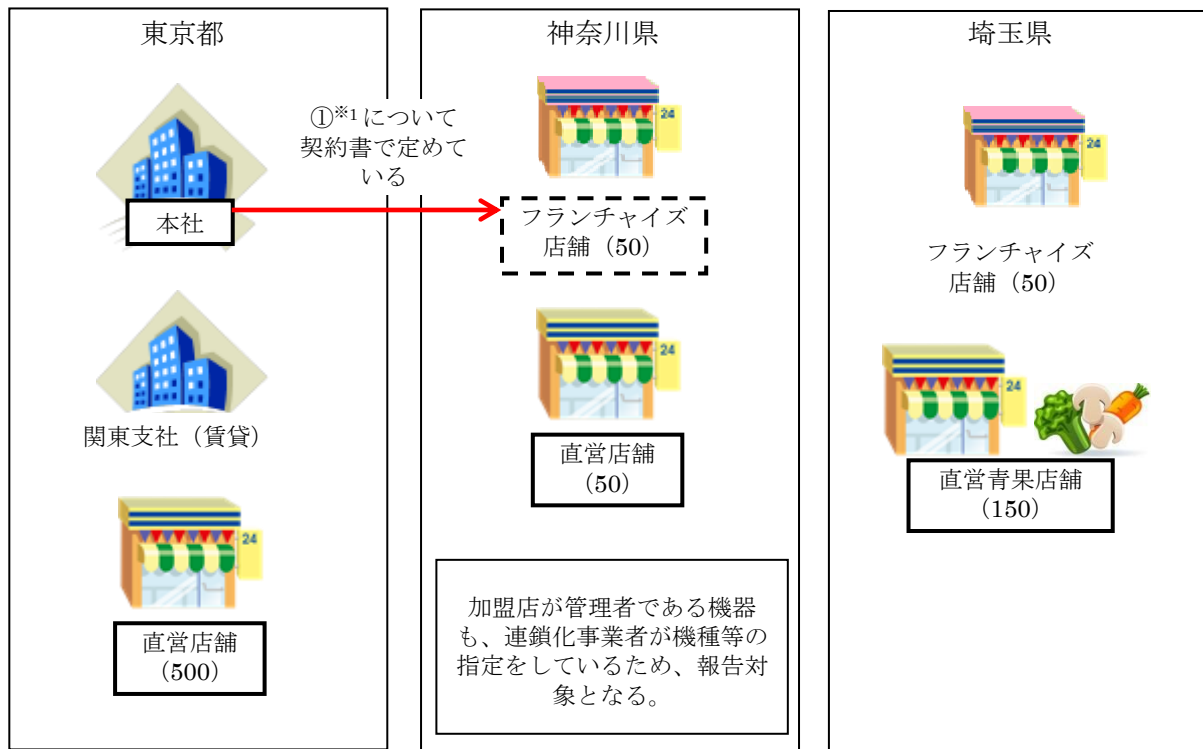 東京都
本社
関東支社（賃貸）
24
直営店舗
（500）
①※1について
契約書で定めて
いる
神奈川県
24
フランチャイズ
店舗（50）
24
直営店舗
（50）
加盟店が管理者である機器
も、連鎖化事業者が機種等の
指定をしているため、報告対
象となる。
埼玉県
24
フランチャイズ
店舗（50）
24
直営青果店舗
（150）